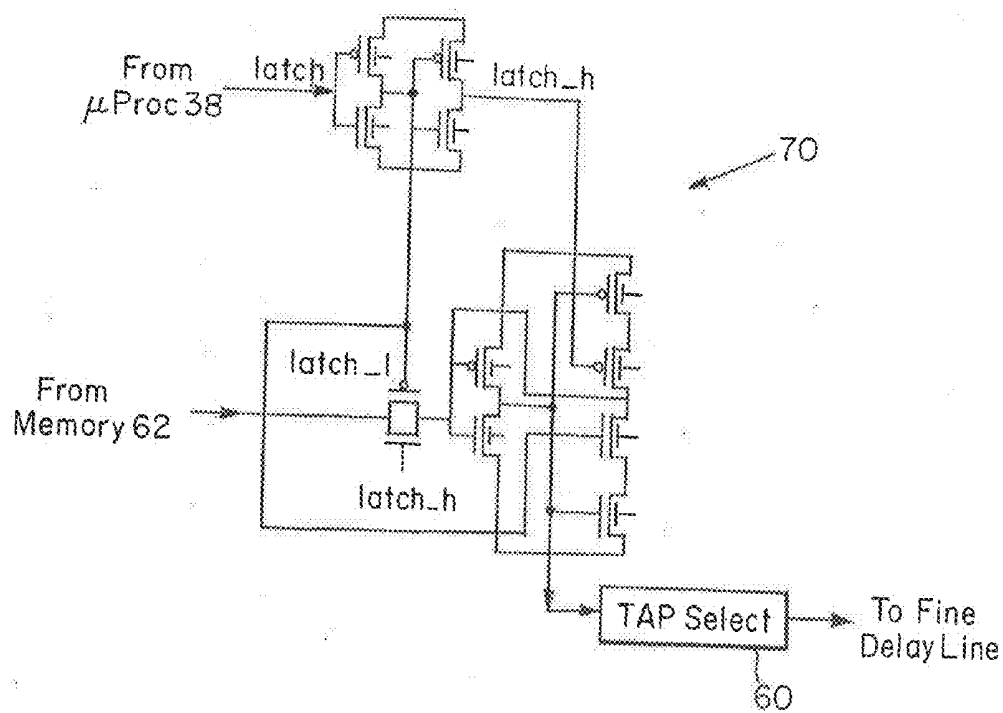 From
μProc 38
latch
latch_h
70
latch_l
From
Memory 62
latch_h
TAP Select
To Fine
Delay Line
60